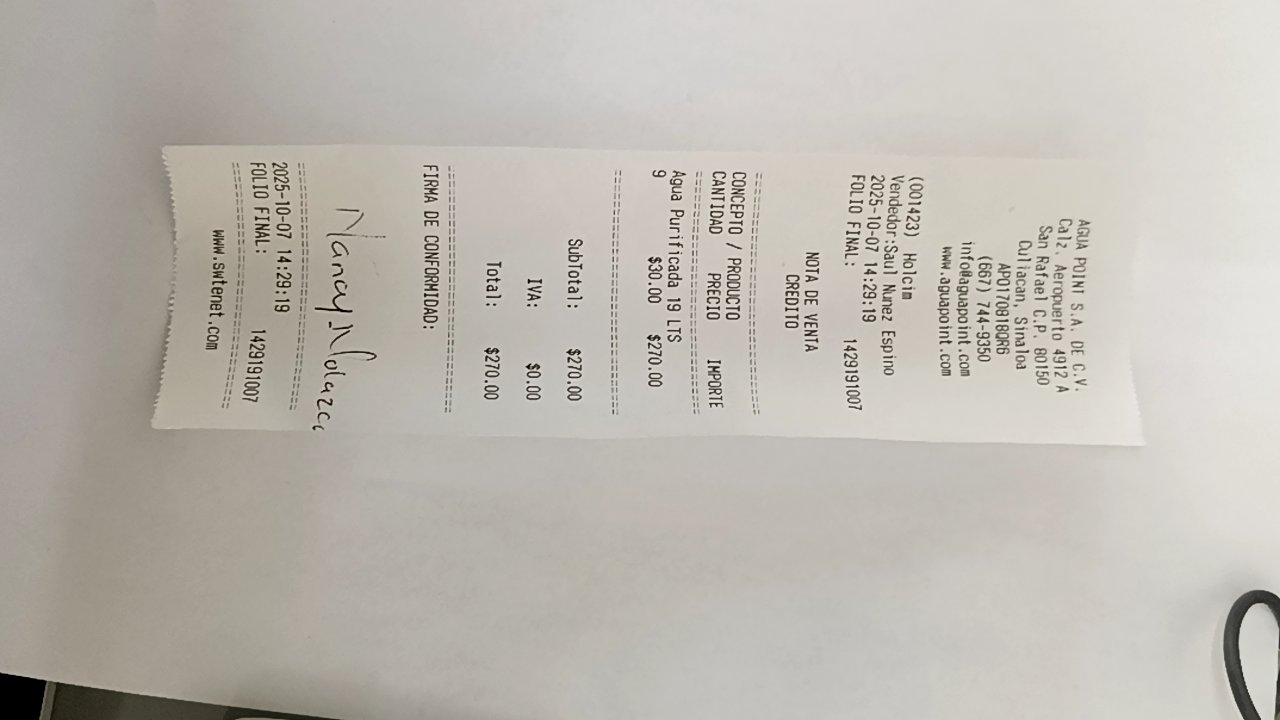 AGUA POINT S.A. DE C.V.
Calz. Aeropuerto 4912 A
San Rafael C.P. 80150
Culiacan, Sinaloa
APO170818QR6
(667) 744-9350
info@aguapoint.com
www.aguapoint.com
(001423) Holcim
Vendedor:Saul Nunez Espino
2025-10-07 14:29:19
FOLIO FINAL: 1429191007
NOTA DE VENTA
CREDITO
CONCEPTO / PRODUCTO
CANTIDAD PRECIO IMPORTE
Agua Purificada 19 LTS
9 $30.00 $270.00
SubTotal: $270.00
IVA: $0.00
Total: $270.00
FIRMA DE CONFORMIDAD:
2025-10-07 14:29:19
FOLIO FINAL: 1429191007
www.swtenet.com